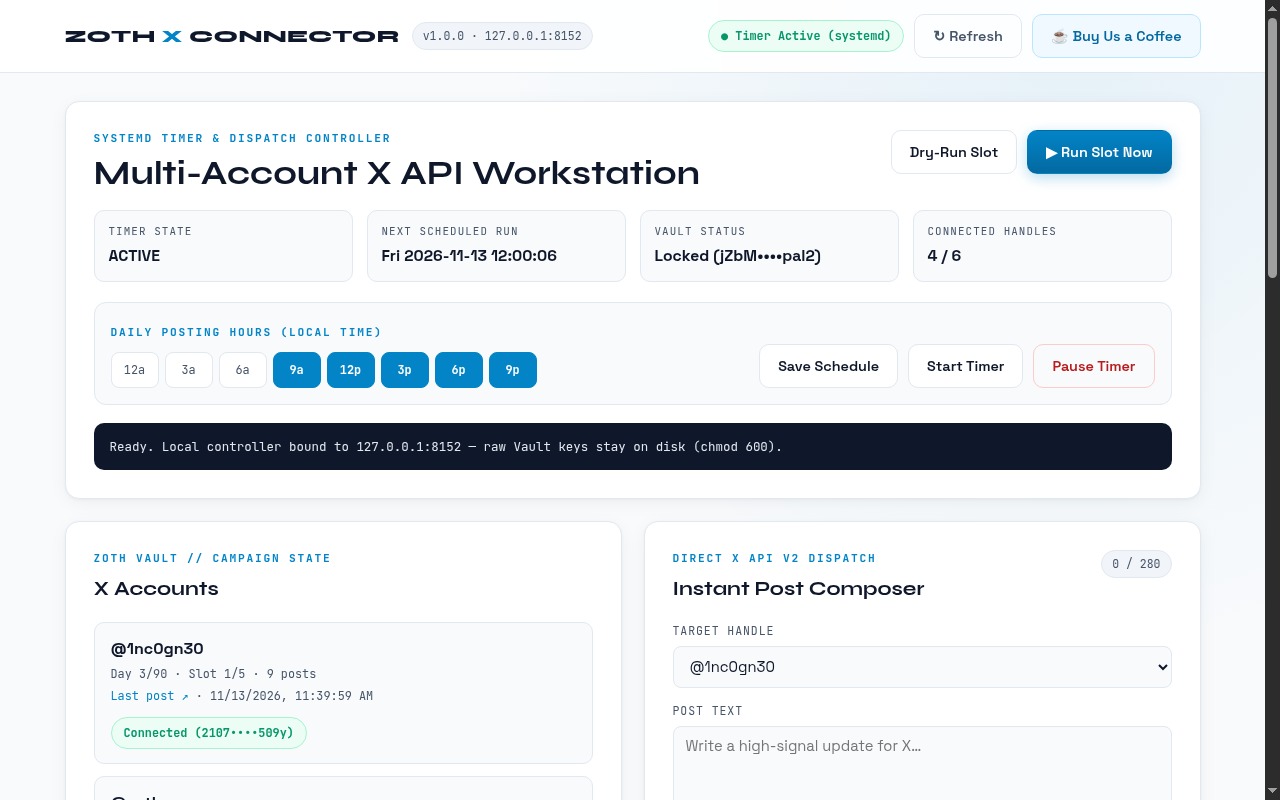 ZOTH X CONNECTOR
v1.0.0 · 127.0.0.1:8152
● Timer Active (systemd)
↻ Refresh
☕ Buy Us a Coffee
SYSTEMD TIMER & DISPATCH CONTROLLER
Multi-Account X API Workstation
Dry-Run Slot
▶ Run Slot Now
TIMER STATE
ACTIVE
NEXT SCHEDULED RUN
Fri 2026-11-13 12:00:06
VAULT STATUS
Locked (jZbM••••pal2)
CONNECTED HANDLES
4 / 6
DAILY POSTING HOURS (LOCAL TIME)
12a
3a
6a
9a
12p
3p
6p
9p
Save Schedule
Start Timer
Pause Timer
Ready. Local controller bound to 127.0.0.1:8152 — raw Vault keys stay on disk (chmod 600).
ZOTH VAULT // CAMPAIGN STATE
X Accounts
@1nc0gn30
Day 3/90 · Slot 1/5 · 9 posts
Last post ↗ · 11/13/2026, 11:39:59 AM
Connected (2107••••509y)
DIRECT X API V2 DISPATCH
Instant Post Composer
0 / 280
TARGET HANDLE
@1nc0gn30
POST TEXT
Write a high-signal update for X…